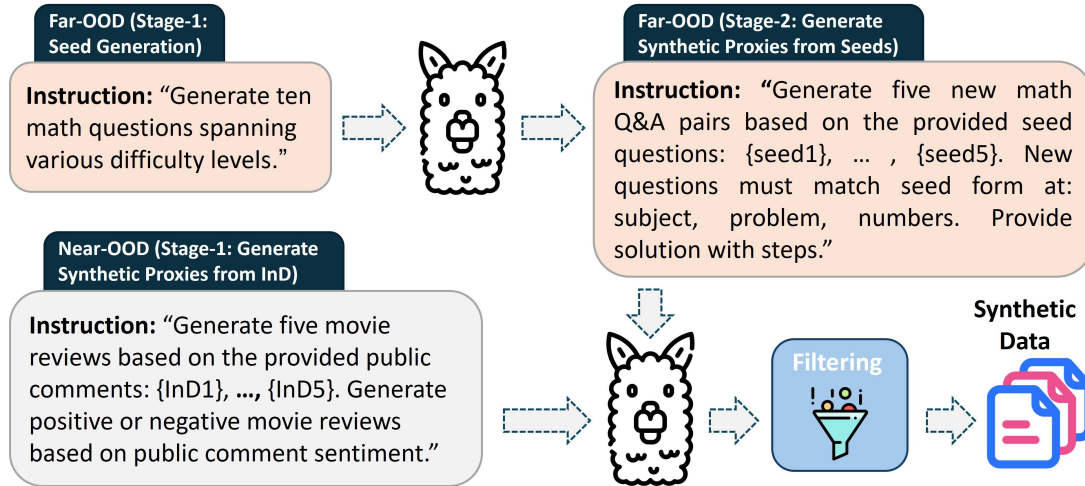 Far-OOD (Stage-1:
Seed Generation)
Instruction: “Generate ten
math questions spanning
various difficulty levels.”
Far-OOD (Stage-2: Generate
Synthetic Proxies from Seeds)
Instruction: “Generate five new math
Q&A pairs based on the provided seed
questions: {seed1}, ... , {seed5}. New
questions must match seed form at:
subject, problem, numbers. Provide
solution with steps.”
Near-OOD (Stage-1: Generate
Synthetic Proxies from InD)
Instruction: “Generate five movie
reviews based on the provided public
comments: {InD1}, ..., {InD5}. Generate
positive or negative movie reviews
based on public comment sentiment.”
Filtering
Synthetic
Data